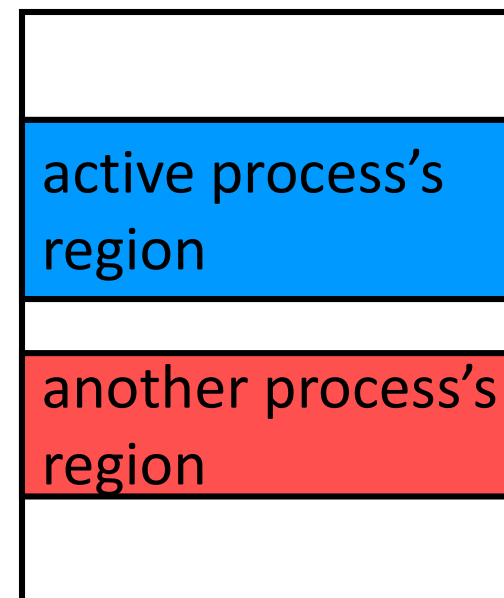 active process’s
region
another process’s
region